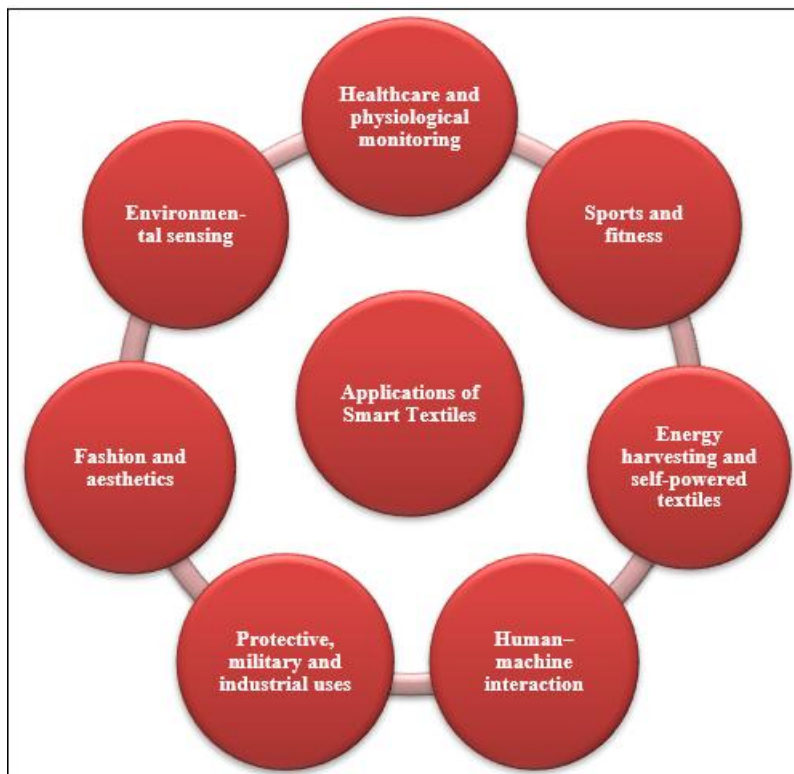 Healthcare and
physiological
monitoring
Sports and
fitness
Energy
harvesting and
self-powered
textiles
Human–
machine
interaction
Protective,
military and
industrial uses
Fashion and
aesthetics
Environmen-
tal sensing
Applications of
Smart Textiles